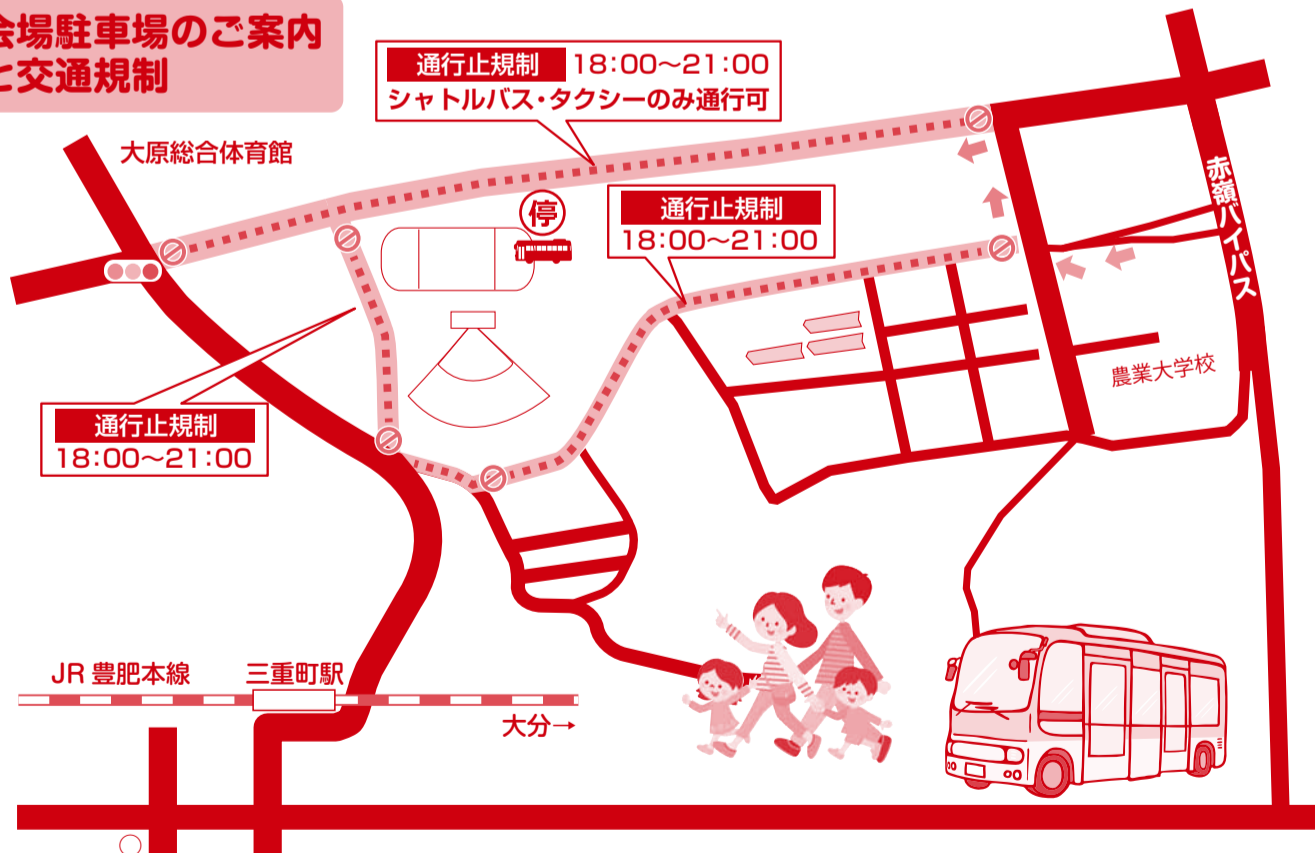 会場駐車場のご案内
と交通規制
通行止規制 18:00〜21:00
シャトルバス・タクシーのみ通行可
大原総合体育館
停
通行止規制
18:00〜21:00
赤嶺バイパス
農業大学校
通行止規制
18:00〜21:00
JR 豊肥本線
三重町駅
大分→